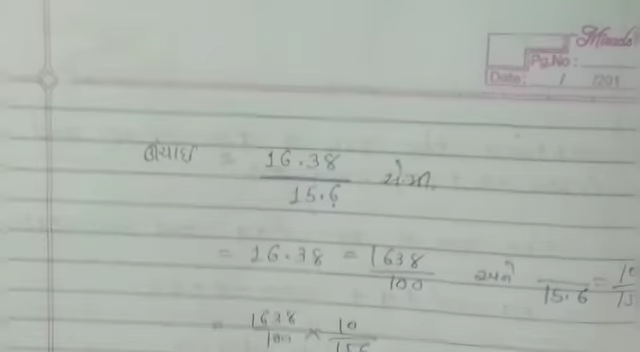 Pg.No :
Date: / /201
ઊંચાઈ = 16.38 / 15.6 સેમી.
= 16.38 = 1638 / 100 અને 15.6 =
= 1638 / 100 × 10 / 156